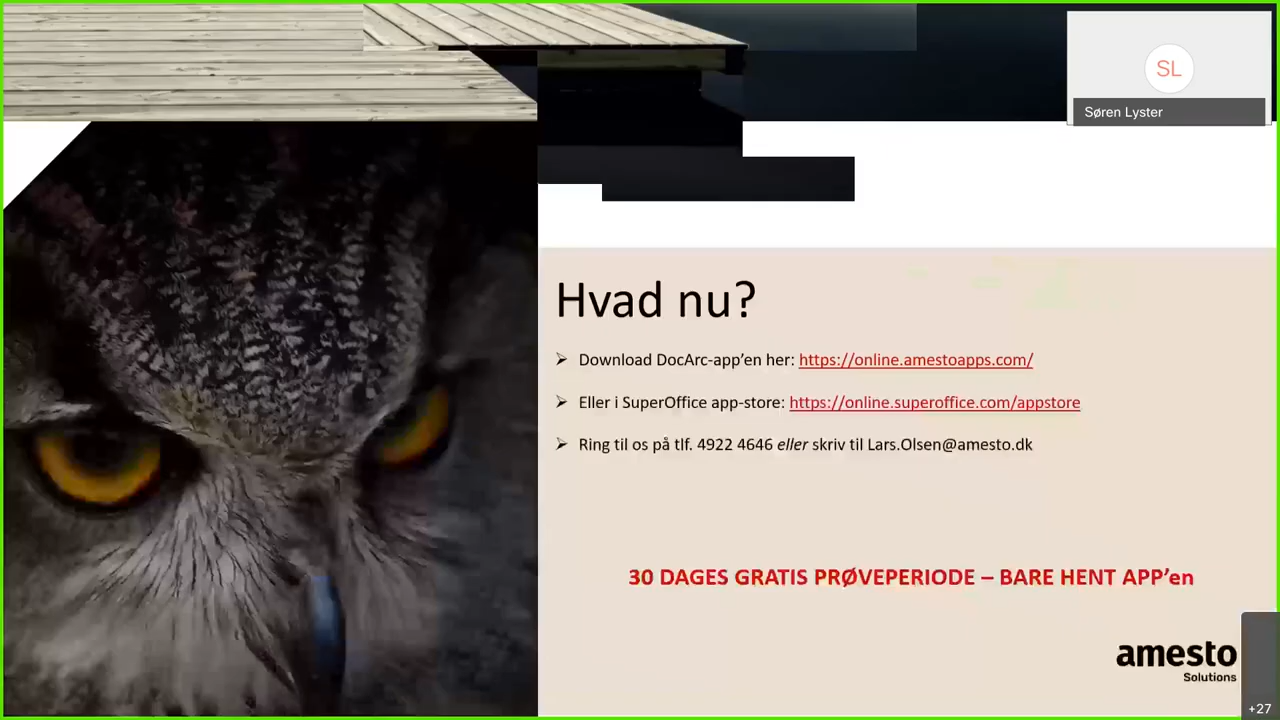 SL
Søren Lyster
Hvad nu?
➢ Download DocArc-app’en her: https://online.amestoapps.com/
➢ Eller i SuperOffice app-store: https://online.superoffice.com/appstore
➢ Ring til os på tlf. 4922 4646 eller skriv til Lars.Olsen@amesto.dk
30 DAGES GRATIS PRØVEPERIODE – BARE HENT APP’en
amesto
Solutions
+27